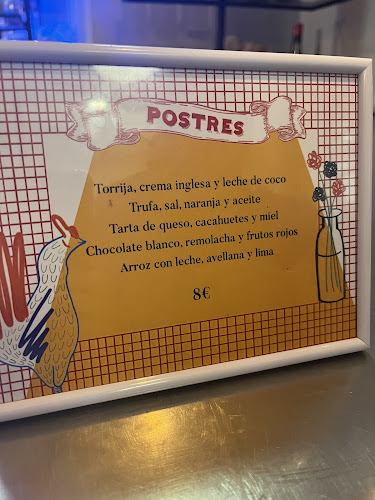 POSTRES
Torrija, crema inglesa y leche de coco
Trufa, sal, naranja y aceite
Tarta de queso, cacahuetes y miel
Chocolate blanco, remolacha y frutos rojos
Arroz con leche, avellana y lima
8€